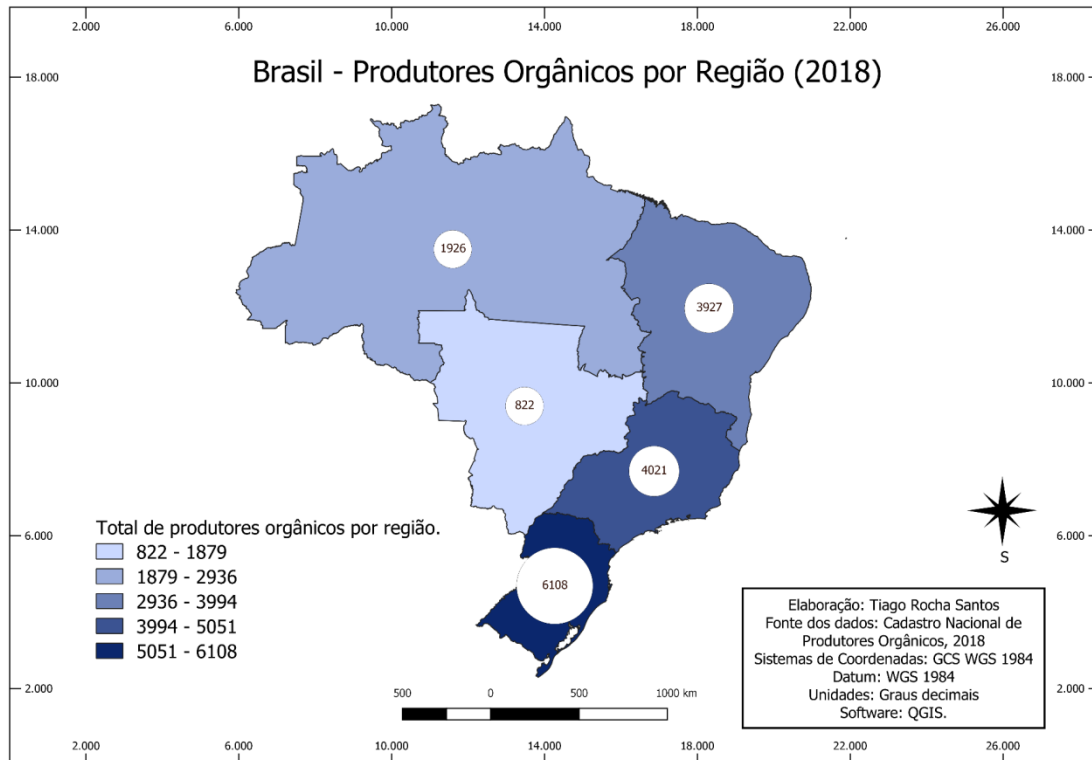 2.000 6.000 10.000 14.000 18.000 22.000 26.000
18.000 18.000
Brasil - Produtores Orgânicos por Região (2018)
14.000 14.000
1926
3927
10.000 10.000
822
4021
Total de produtores orgânicos por região.
822 - 1879
1879 - 2936
2936 - 3994
3994 - 5051
5051 - 6108
6.000 6.000
S
6108
Elaboração: Tiago Rocha Santos
Fonte dos dados: Cadastro Nacional de
Produtores Orgânicos, 2018
Sistemas de Coordenadas: GCS WGS 1984
Datum: WGS 1984
Unidades: Graus decimais
Software: QGIS.
2.000 2.000
500 0 500 1000 km
2.000 6.000 10.000 14.000 18.000 22.000 26.000